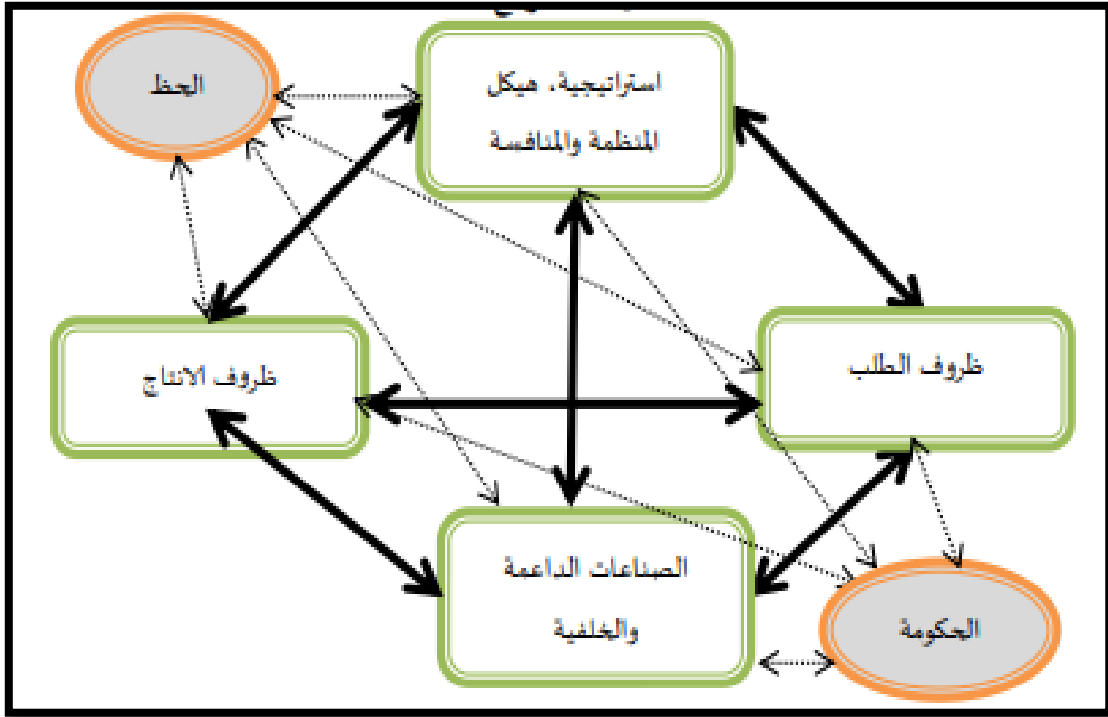 الحظ
استراتيجية، هيكل
المنظمة والمنافسة
ظروف الطلب
ظروف الانتاج
الصناعات الداعمة
والخلفية
الحكومة